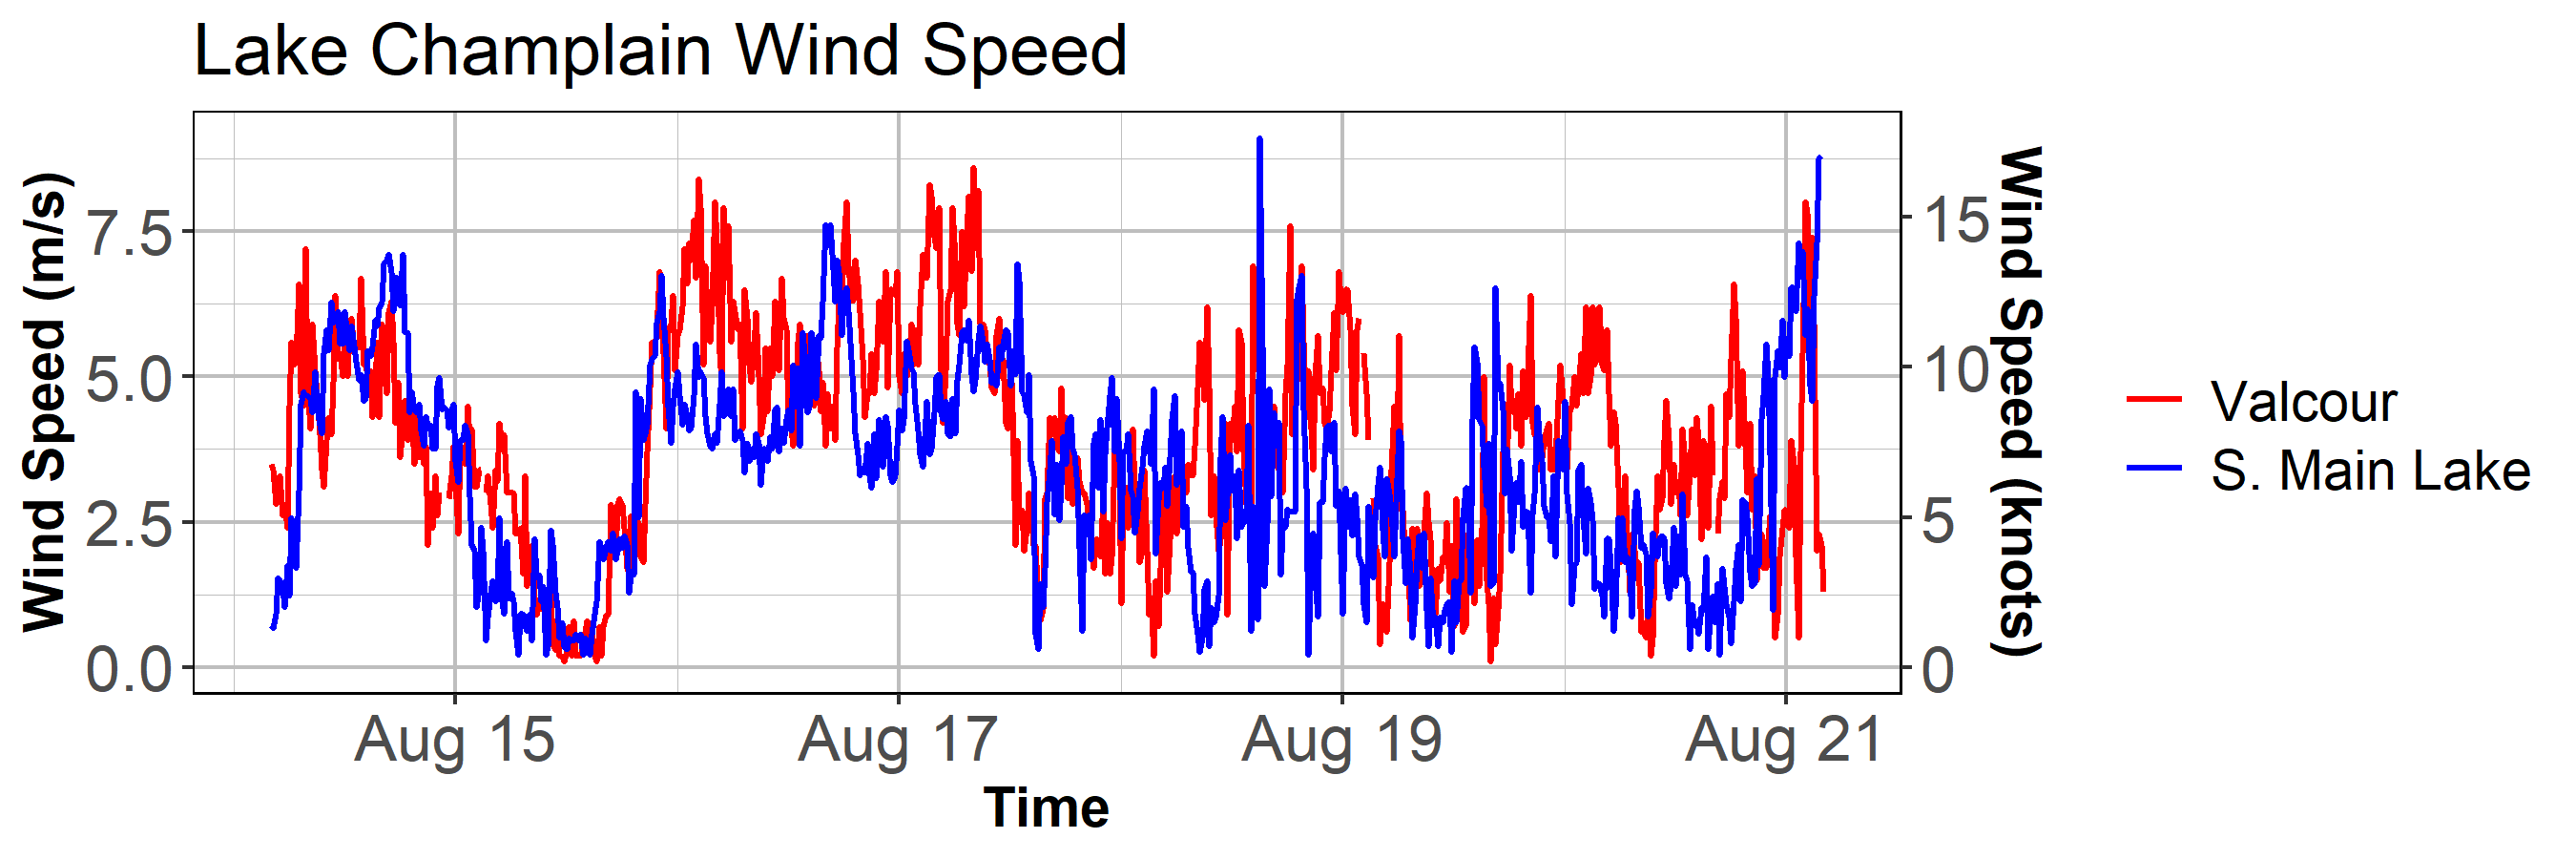 Lake Champlain Wind Speed
Wind Speed (m/s)
7.5
5.0
2.5
0.0
Wind Speed (knots)
15
10
5
0
Aug 15
Aug 17
Aug 19
Aug 21
Time
Valcour
S. Main Lake